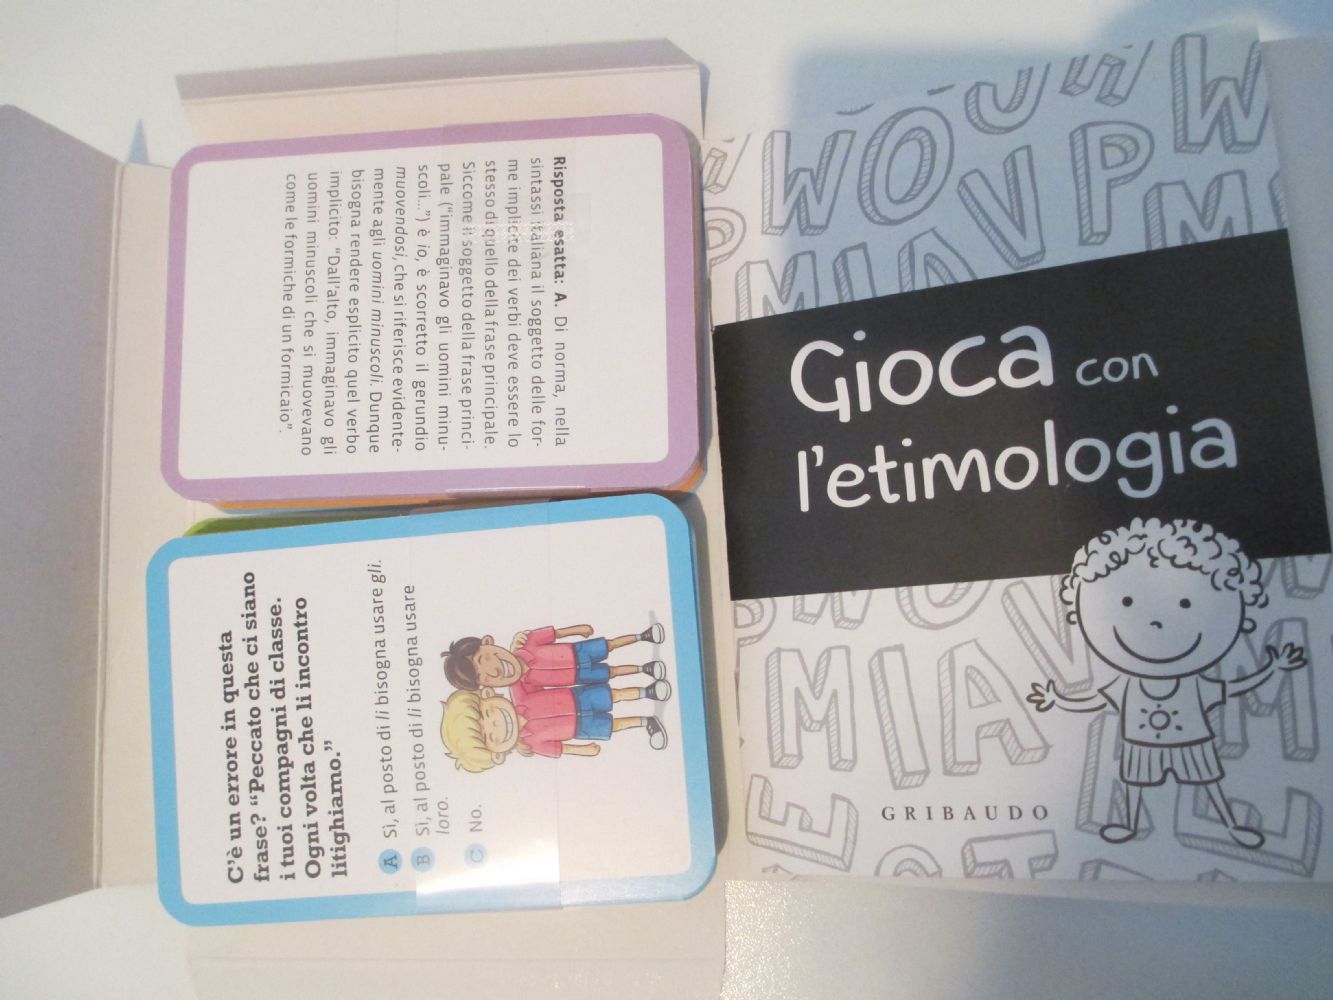 Risposta esatta: A. Di norma, nella
sintassi italiana il soggetto delle for-
me implicite dei verbi deve essere lo
stesso di quello della frase principale.
Siccome il soggetto della frase princi-
pale ("immaginavo gli uomini minu-
scoli...") è io, è scorretto il gerundio
muovendosi, che si riferisce evidente-
mente agli uomini minuscoli. Dunque
bisogna rendere esplicito quel verbo
implicito: "Dall'alto, immaginavo gli
uomini minuscoli che si muovevano
come le formiche di un formicaio".
C'è un errore in questa
frase? "Peccato che ci siano
i tuoi compagni di classe.
Ogni volta che li incontro
litighiamo."
A Sì, al posto di li bisogna usare gli.
B Sì, al posto di li bisogna usare
loro.
C No.
Gioca con
l'etimologia
GRIBAUDO